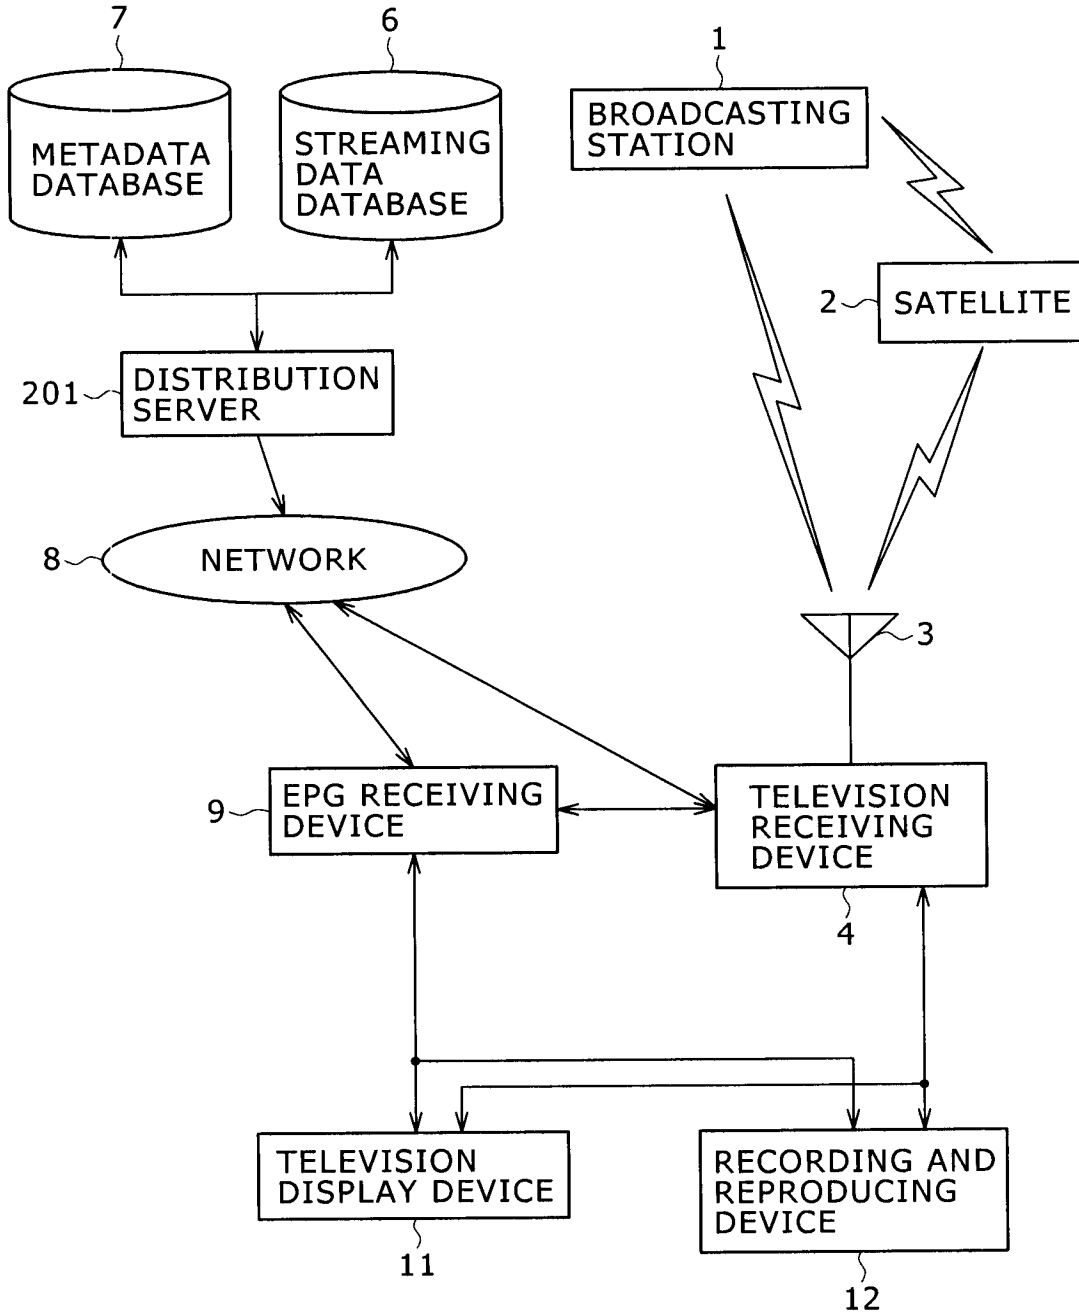 7
6
1
METADATA
DATABASE
STREAMING
DATA
DATABASE
BROADCASTING
STATION
2
SATELLITE
201
DISTRIBUTION
SERVER
8
NETWORK
3
9
EPG RECEIVING
DEVICE
TELEVISION
RECEIVING
DEVICE
4
TELEVISION
DISPLAY DEVICE
11
RECORDING AND
REPRODUCING
DEVICE
12